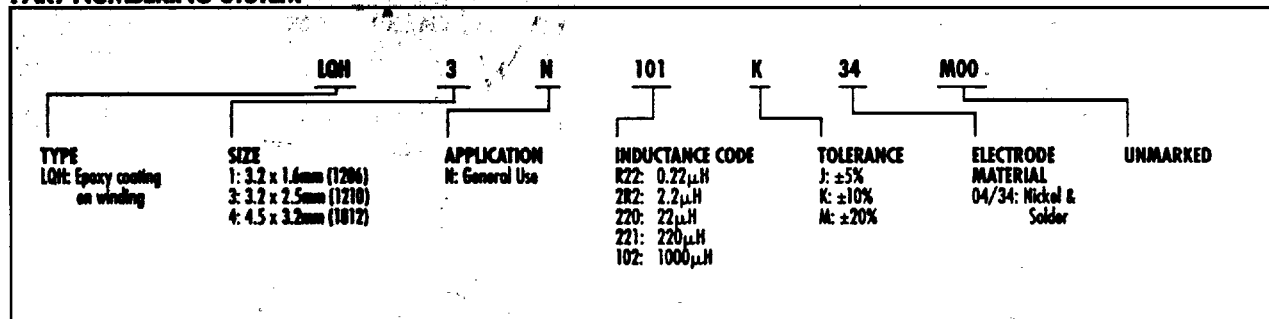 PART NUMBERING SYSTEM
LQH 3 N 101 K 34 M00
TYPE
LQH: Epoxy coating
on winding
SIZE
1: 3.2 x 1.6mm (1206)
3: 3.2 x 2.5mm (1210)
4: 4.5 x 3.2mm (1812)
APPLICATION
N: General Use
INDUCTANCE CODE
R22: 0.22μH
2R2: 2.2μH
220: 22μH
221: 220μH
102: 1000μH
TOLERANCE
J: ±5%
K: ±10%
M: ±20%
ELECTRODE
MATERIAL
04/34: Nickel &
Solder
UNMARKED